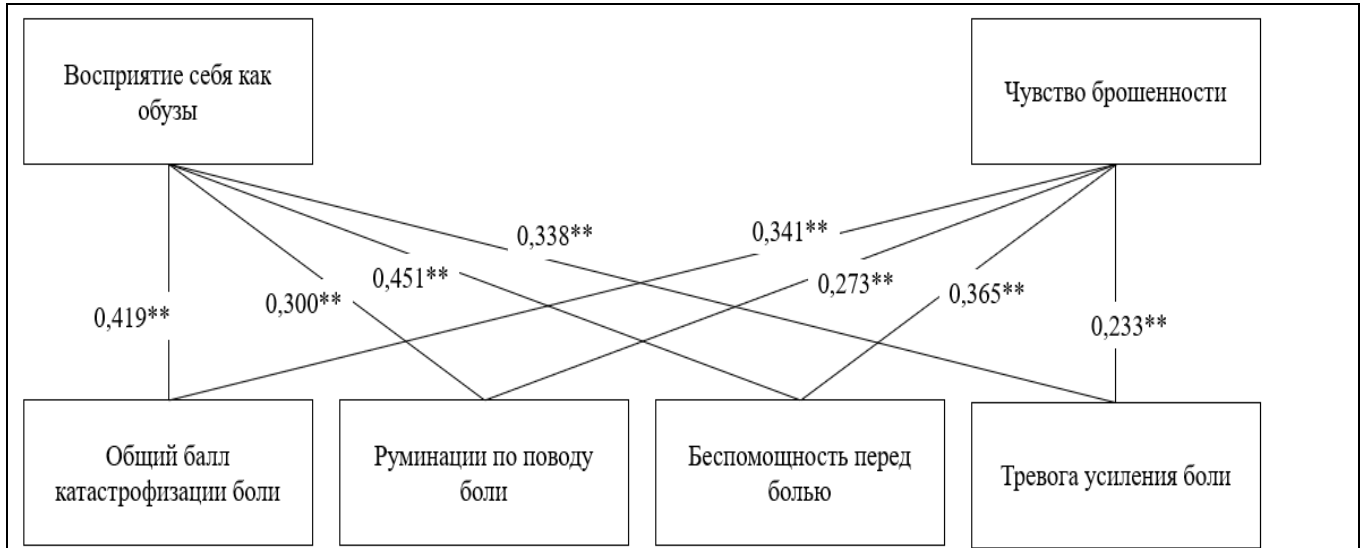 Восприятие себя как
обузы
Чувство брошенности
0,338**
0,341**
0,451**
0,273**
0,300**
0,365**
0,419**
0,233**
Общий балл
катастрофизации боли
Руминации по поводу
боли
Беспомощность перед
болью
Тревога усиления боли